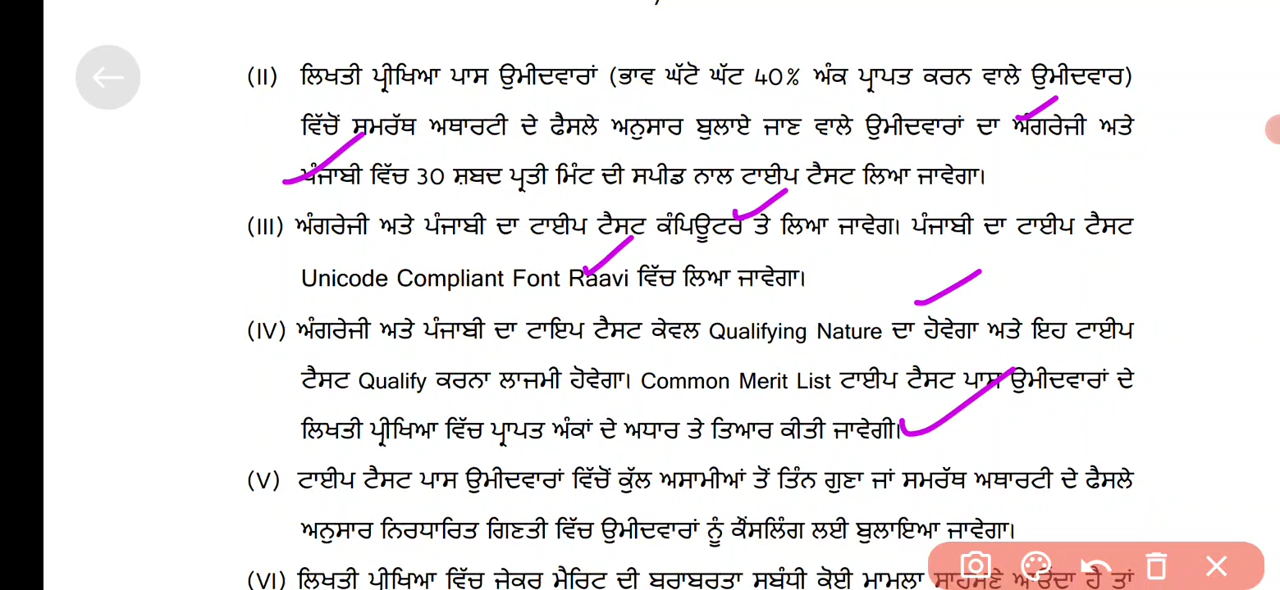 (II) ਲਿਖਤੀ ਪ੍ਰੀਖਿਆ ਪਾਸ ਉਮੀਦਵਾਰਾਂ (ਭਾਵ ਘੱਟੋ ਘੱਟ 40% ਅੰਕ ਪ੍ਰਾਪਤ ਕਰਨ ਵਾਲੇ ਉਮੀਦਵਾਰ)
ਵਿੱਚੋਂ ਸਮਰੱਥ ਅਥਾਰਟੀ ਦੇ ਫੈਸਲੇ ਅਨੁਸਾਰ ਬੁਲਾਏ ਜਾਣ ਵਾਲੇ ਉਮੀਦਵਾਰਾਂ ਦਾ ਅੰਗਰੇਜੀ ਅਤੇ
ਪੰਜਾਬੀ ਵਿੱਚ 30 ਸ਼ਬਦ ਪ੍ਰਤੀ ਮਿੰਟ ਦੀ ਸਪੀਡ ਨਾਲ ਟਾਈਪ ਟੈਸਟ ਲਿਆ ਜਾਵੇਗਾ।
(III) ਅੰਗਰੇਜੀ ਅਤੇ ਪੰਜਾਬੀ ਦਾ ਟਾਈਪ ਟੈਸਟ ਕੰਪਿਊਟਰ ਤੇ ਲਿਆ ਜਾਵੇਗ। ਪੰਜਾਬੀ ਦਾ ਟਾਈਪ ਟੈਸਟ
Unicode Compliant Font Raavi ਵਿੱਚ ਲਿਆ ਜਾਵੇਗਾ।
(IV) ਅੰਗਰੇਜੀ ਅਤੇ ਪੰਜਾਬੀ ਦਾ ਟਾਇਪ ਟੈਸਟ ਕੇਵਲ Qualifying Nature ਦਾ ਹੋਵੇਗਾ ਅਤੇ ਇਹ ਟਾਈਪ
ਟੈਸਟ Qualify ਕਰਨਾ ਲਾਜਮੀ ਹੋਵੇਗਾ। Common Merit List ਟਾਈਪ ਟੈਸਟ ਪਾਸ ਉਮੀਦਵਾਰਾਂ ਦੇ
ਲਿਖਤੀ ਪ੍ਰੀਖਿਆ ਵਿੱਚ ਪ੍ਰਾਪਤ ਅੰਕਾਂ ਦੇ ਅਧਾਰ ਤੇ ਤਿਆਰ ਕੀਤੀ ਜਾਵੇਗੀ।
(V) ਟਾਈਪ ਟੈਸਟ ਪਾਸ ਉਮੀਦਵਾਰਾਂ ਵਿੱਚੋਂ ਕੁੱਲ ਅਸਾਮੀਆਂ ਤੋਂ ਤਿੰਨ ਗੁਣਾ ਜਾਂ ਸਮਰੱਥ ਅਥਾਰਟੀ ਦੇ ਫੈਸਲੇ
ਅਨੁਸਾਰ ਨਿਰਧਾਰਿਤ ਗਿਣਤੀ ਵਿੱਚ ਉਮੀਦਵਾਰਾਂ ਨੂੰ ਕੌਂਸਲਿੰਗ ਲਈ ਬੁਲਾਇਆ ਜਾਵੇਗਾ।
(VI) ਲਿਖਤੀ ਪ੍ਰੀਖਿਆ ਵਿੱਚ ਜੇਕਰ ਮੈਰਿਟ ਦੀ ਬਰਾਬਰਤਾ ਸਬੰਧੀ ਕੋਈ ਮਾਮਲਾ